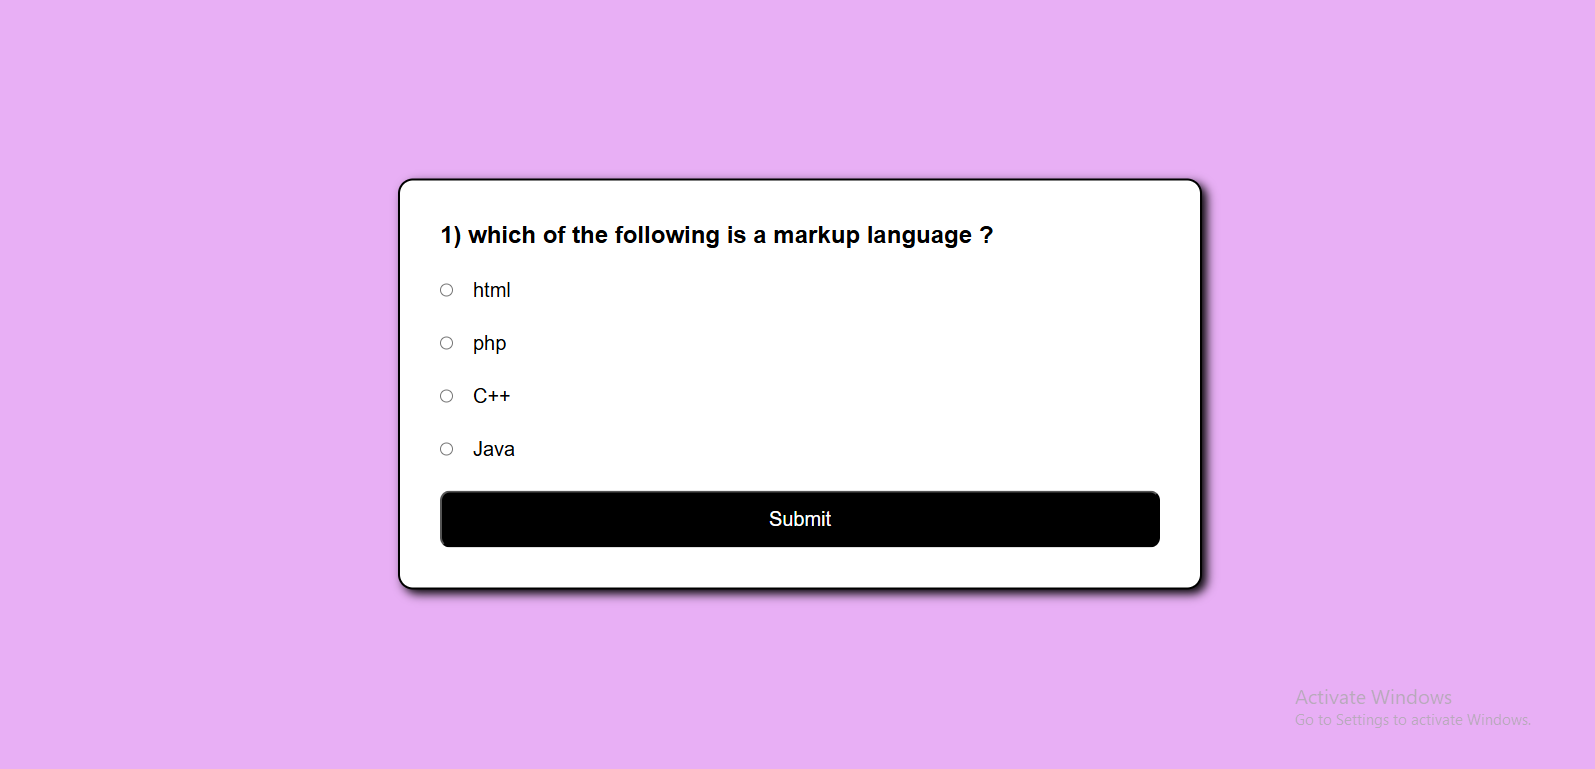 1) which of the following is a markup language ?
html
php
C++
Java
Submit
Activate Windows
Go to Settings to activate Windows.